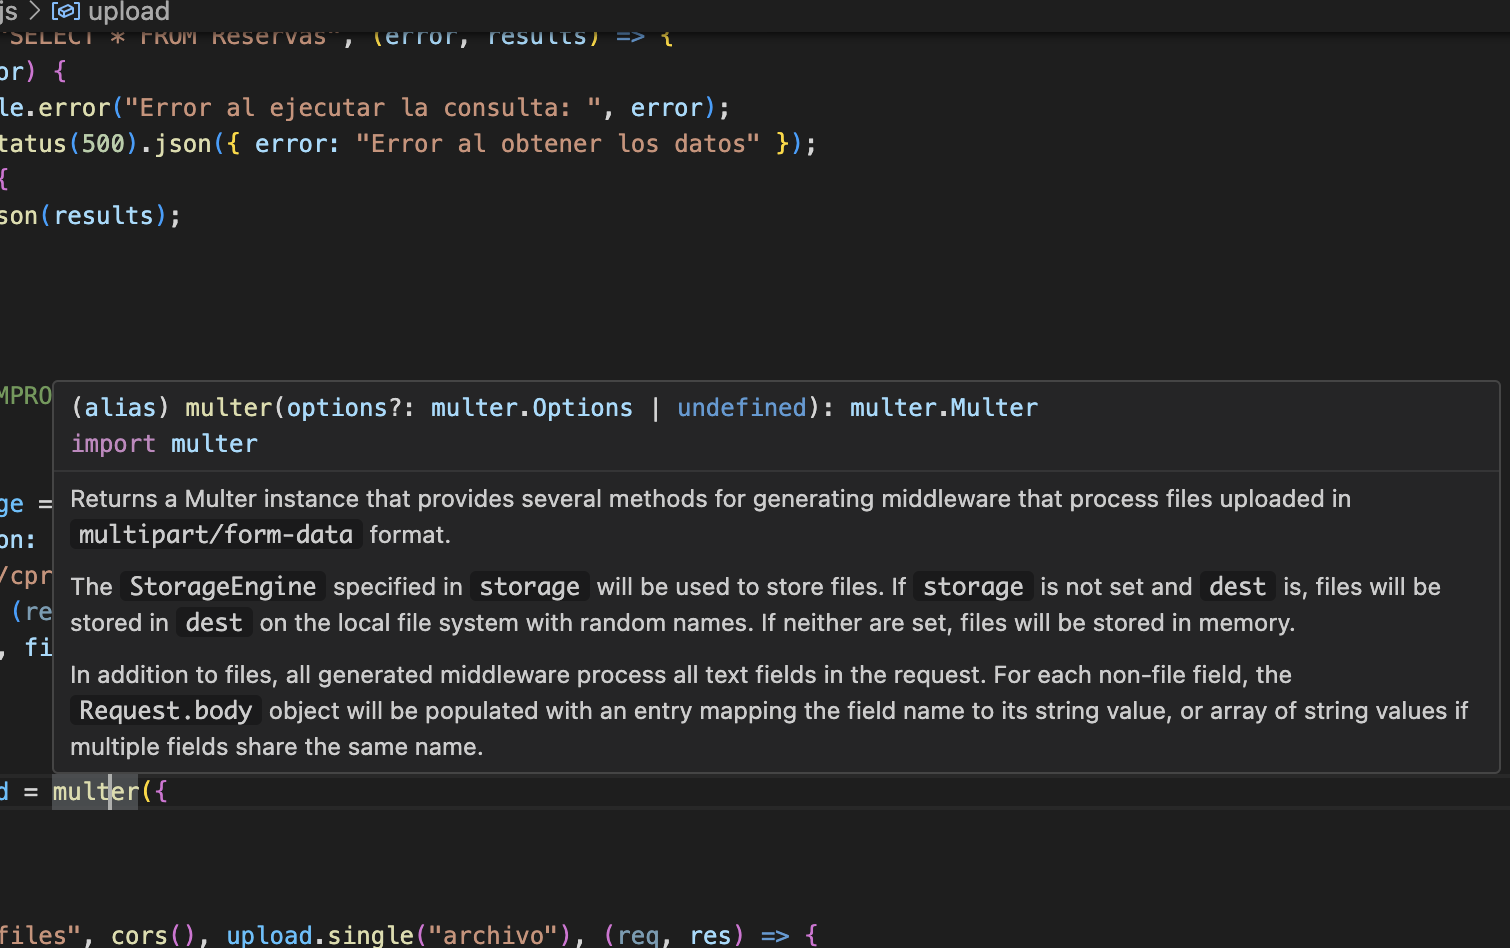 js > upload
"SELECT * FROM Reservas", (error, results) => {
or) {
le.error("Error al ejecutar la consulta: ", error);
tatus(500).json({ error: "Error al obtener los datos" });
{
son(results);
MPRO
(alias) multer(options?: multer.Options | undefined): multer.Multer
import multer
ge =
Returns a Multer instance that provides several methods for generating middleware that process files uploaded in
on:
multipart/form-data format.
/cpr
The StorageEngine specified in storage will be used to store files. If storage is not set and dest is, files will be
(re
stored in dest on the local file system with random names. If neither are set, files will be stored in memory.
, fi
In addition to files, all generated middleware process all text fields in the request. For each non-file field, the
Request.body object will be populated with an entry mapping the field name to its string value, or array of string values if
multiple fields share the same name.
d = multer({
files", cors(), upload.single("archivo"), (req, res) => {